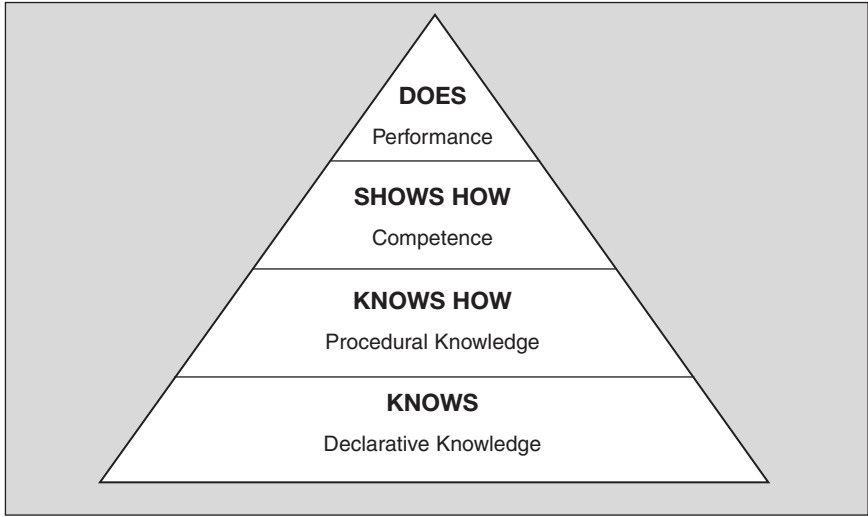 DOES
Performance
SHOWS HOW
Competence
KNOWS HOW
Procedural Knowledge
KNOWS
Declarative Knowledge